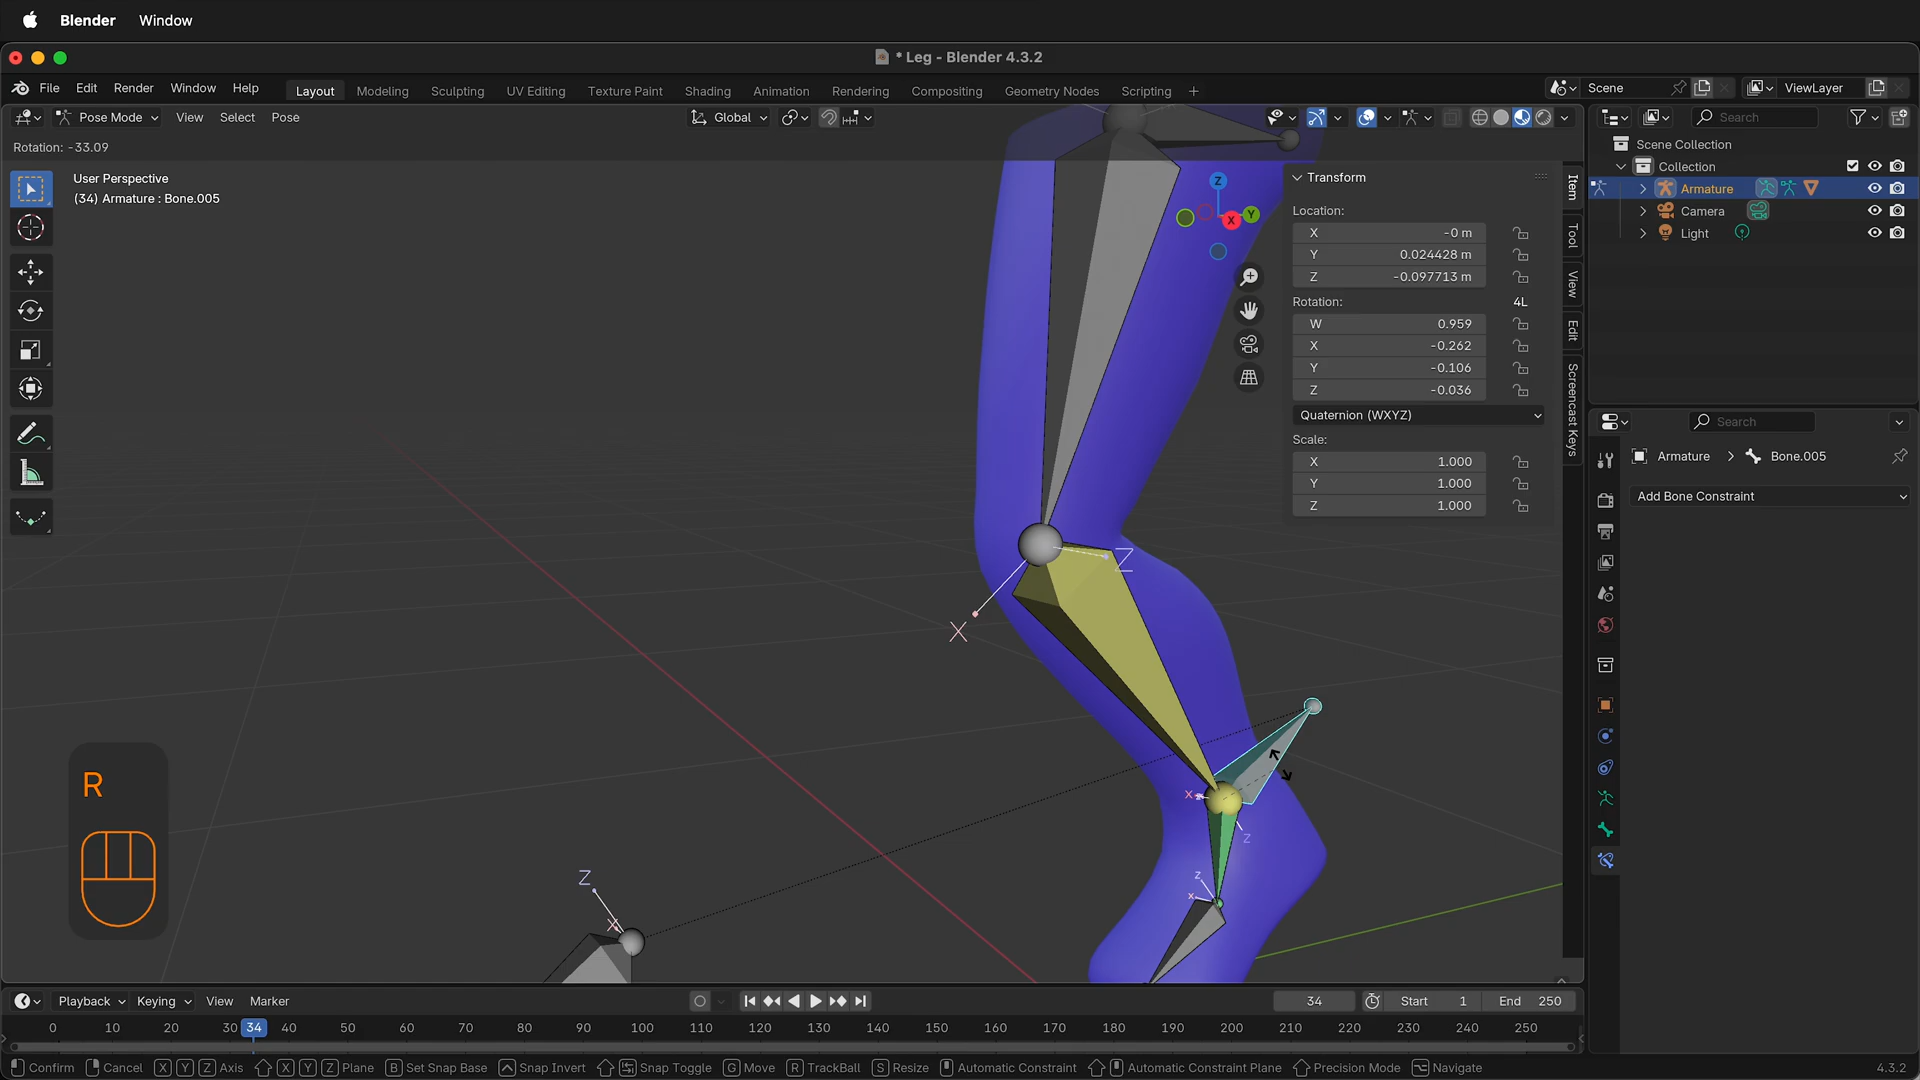 Blender Window
* Leg - Blender 4.3.2
File Edit Render Window Help Layout Modeling Sculpting UV Editing Texture Paint Shading Animation Rendering Compositing Geometry Nodes Scripting + Scene ViewLayer
Pose Mode View Select Pose Global Search
Rotation: -33.09
Scene Collection
Collection
Armature
Camera
Light
User Perspective
(34) Armature : Bone.005
Transform
Location:
X -0 m
Y 0.024428 m
Z -0.097713 m
Rotation: 4L
W 0.959
X -0.262
Y -0.106
Z -0.036
Quaternion (WXYZ)
Scale:
X 1.000
Y 1.000
Z 1.000
Item
Tool
View
Edit
Screencast Keys
Z
X Y
Search
Armature > Bone.005
Add Bone Constraint
Z
X
X
Z
Z
X
Z
X
R
Playback Keying View Marker 34 Start 1 End 250
0 10 20 30 34 40 50 60 70 80 90 100 110 120 130 140 150 160 170 180 190 200 210 220 230 240 250
Confirm Cancel X Y Z Axis X Y Z Plane B Set Snap Base Snap Invert Snap Toggle G Move R TrackBall S Resize Automatic Constraint Automatic Constraint Plane Precision Mode Navigate 4.3.2